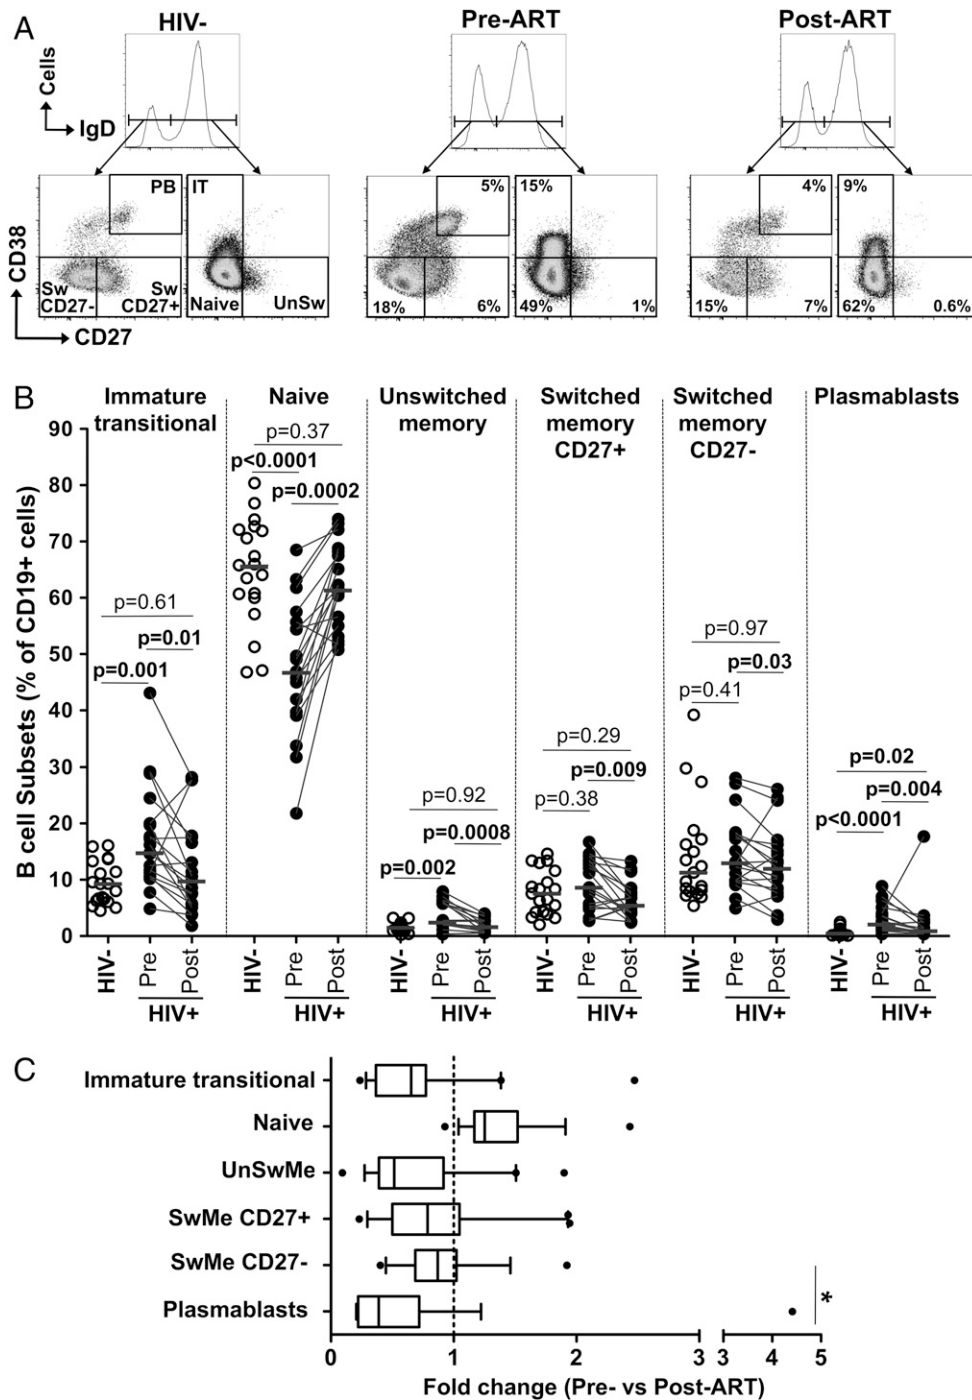 A
HIV-
Pre-ART
Post-ART
Cells
IgD
PB
IT
5%
15%
4%
9%
CD38
Sw
CD27-
Sw
CD27+
Naive
UnSw
18%
6%
49%
1%
15%
7%
62%
0.6%
CD27
B
Immature
transitional
Naive
Unswitched
memory
Switched
memory
CD27+
Switched
memory
CD27-
Plasmablasts
B cell Subsets (% of CD19+ cells)
90
80
70
60
50
40
30
20
10
0
p=0.61
p=0.01
p=0.001
p=0.37
p<0.0001
p=0.0002
p=0.92
p=0.0008
p=0.002
p=0.29
p=0.009
p=0.38
p=0.97
p=0.03
p=0.41
p=0.02
p=0.004
p<0.0001
HIV- Pre Post HIV- Pre Post HIV- Pre Post HIV- Pre Post HIV- Pre Post HIV- Pre Post
HIV+ HIV+ HIV+ HIV+ HIV+ HIV+
C
Immature transitional
Naive
UnSwMe
SwMe CD27+
SwMe CD27-
Plasmablasts
*
0 1 2 3 3 4 5
Fold change (Pre- vs Post-ART)